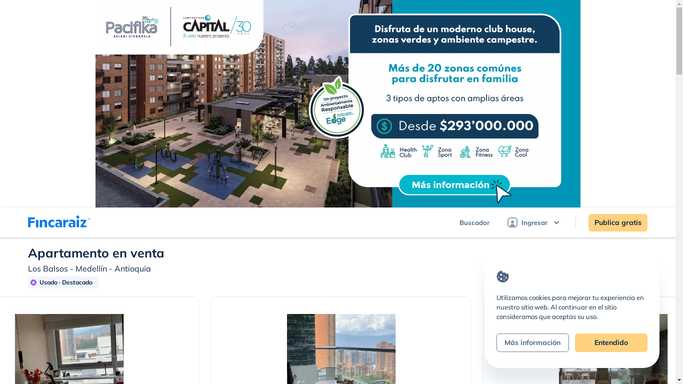 Pacifika
CONSTRUCTORA
CAPITAL
/30
A vida nuestro proyecto
Disfruta de un moderno club house,
zonas verdes y ambiente campestre.
Más de 20 zonas comúnes
para disfrutar en familia
3 tipos de aptos con amplias áreas
Un proyecto
Ambientalmente
Responsable
Edge
$ Desde $293'000.000
Health Club
Zona Sport
Zona Fitness
Zona Cool
Más información
Fincaraiz
Buscador
Ingresar
Publica gratis
Apartamento en venta
Los Balsos - Medellín - Antioquia
Usado · Destacado
Utilizamos cookies para mejorar tu experiencia en
nuestro sitio web. Al continuar en el sitio
consideramos que aceptas su uso.
Más información
Entendido